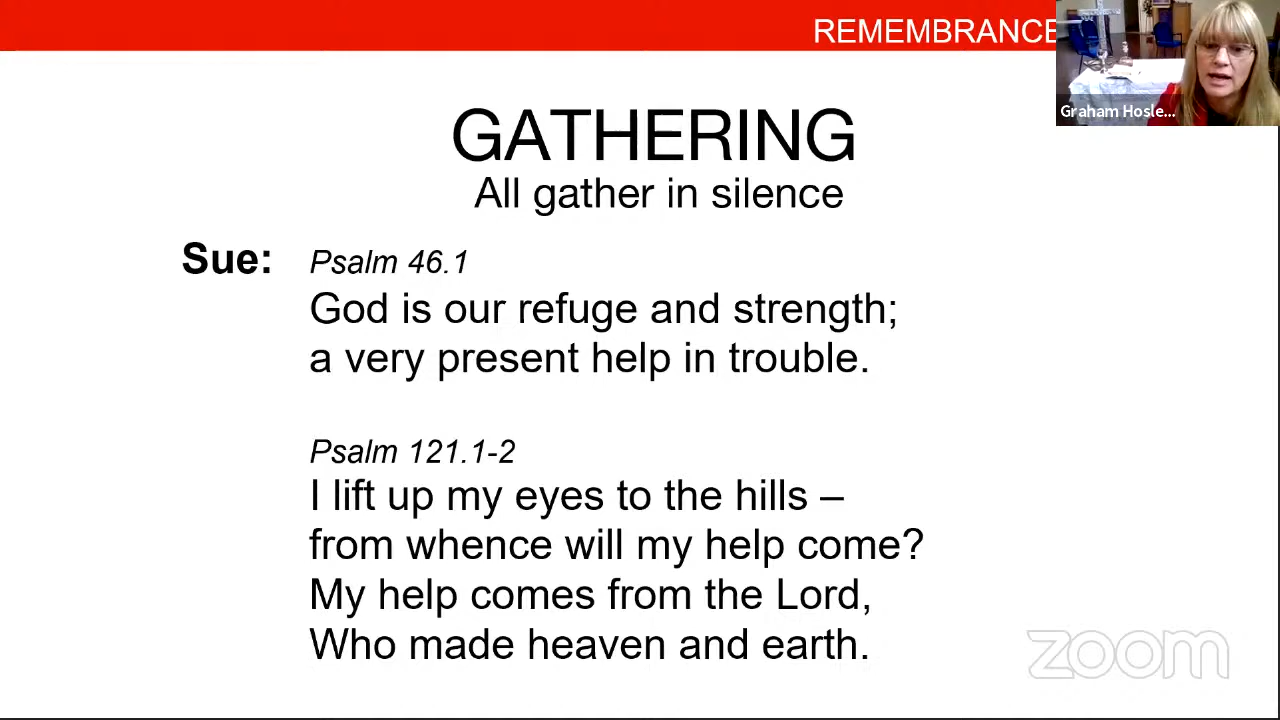 REMEMBRANCE
Graham Hosle...
GATHERING
All gather in silence
Sue: Psalm 46.1
God is our refuge and strength;
a very present help in trouble.
Psalm 121.1-2
I lift up my eyes to the hills –
from whence will my help come?
My help comes from the Lord,
Who made heaven and earth.
zoom